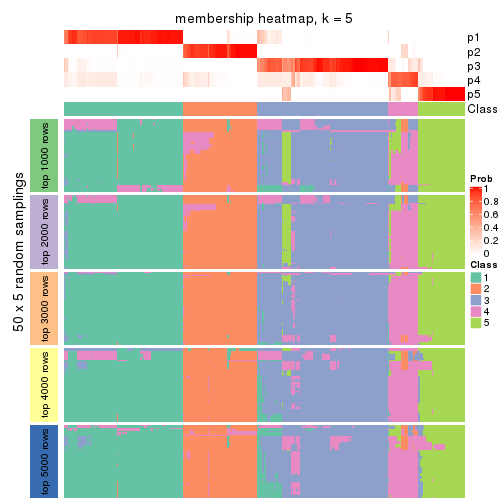 membership heatmap, k = 5
p1
p2
p3
p4
p5
Class
50 x 5 random samplings
top 1000 rows
top 2000 rows
top 3000 rows
top 4000 rows
top 5000 rows
Prob
1
0.8
0.6
0.4
0.2
0
Class
1
2
3
4
5